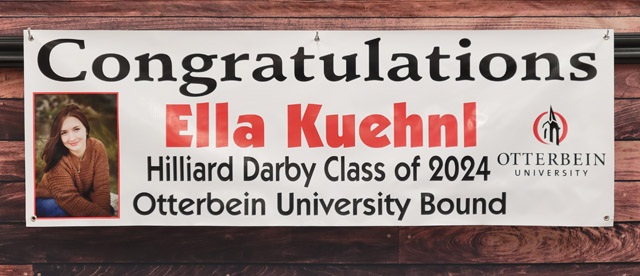 Congratulations
Ella Kuehnl
Hilliard Darby Class of 2024
Otterbein University Bound
OTTERBEIN
UNIVERSITY